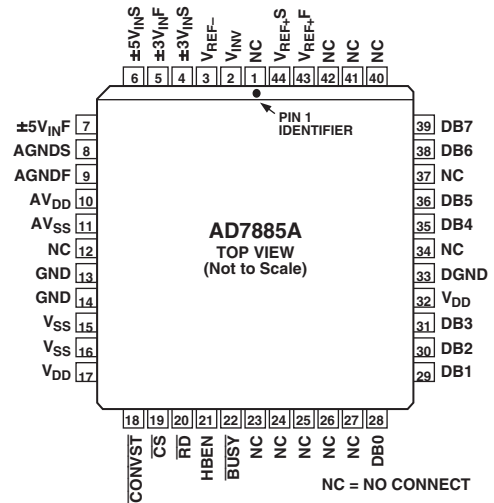 ±5VINS
±3VINF
±3VINS
VREF–
VINV
NC
VREF+S
VREF+F
NC
NC
NC
6 5 4 3 2 1 44 43 42 41 40
PIN 1
IDENTIFIER
±5VINF 7
AGNDS 8
AGNDF 9
AVDD 10
AVSS 11
NC 12
GND 13
GND 14
VSS 15
VSS 16
VDD 17
AD7885A
TOP VIEW
(Not to Scale)
39 DB7
38 DB6
37 NC
36 DB5
35 DB4
34 NC
33 DGND
32 VDD
31 DB3
30 DB2
29 DB1
18 19 20 21 22 23 24 25 26 27 28
CONVST
CS
RD
HBEN
BUSY
NC
NC
NC
NC
NC
DB0
NC = NO CONNECT